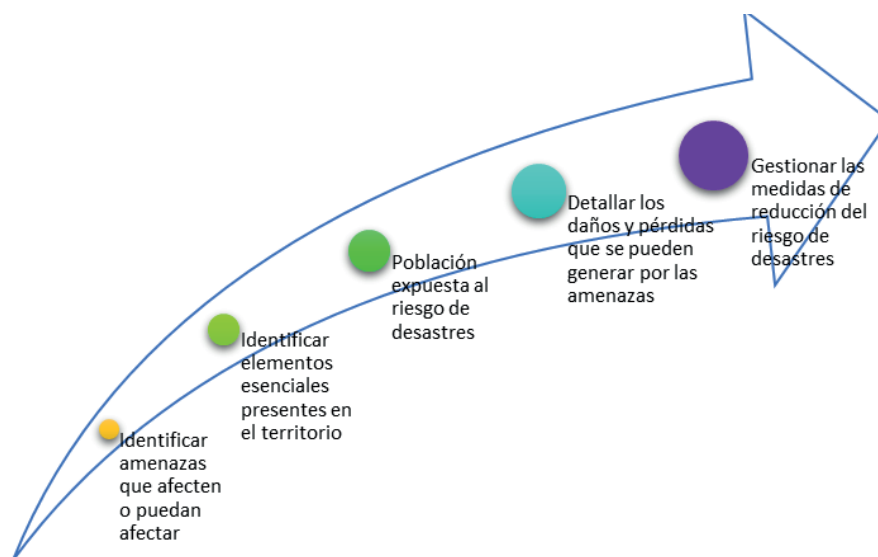 Identificar
amenazas
que afecten
o puedan
afectar
Identificar
elementos
esenciales
presentes en
el territorio
Población
expuesta al
riesgo de
desastres
Detallar los
daños y pérdidas
que se pueden
generar por las
amenazas
Gestionar las
medidas de
reducción del
riesgo de
desastres